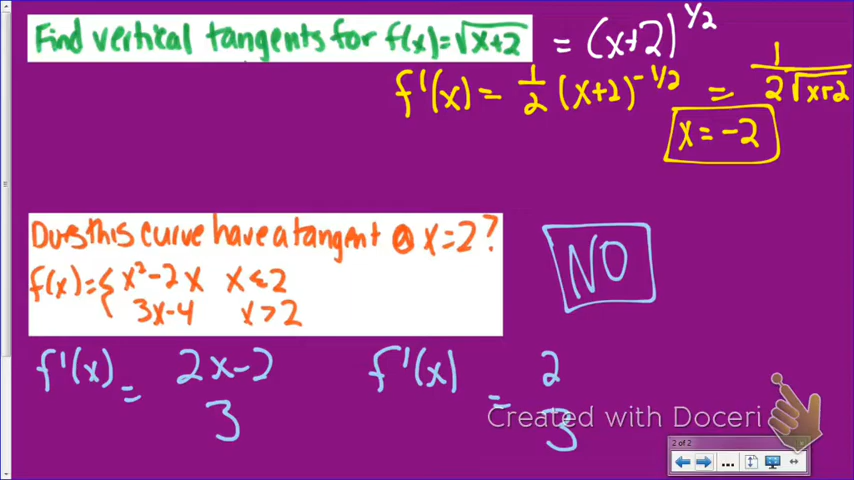 Find vertical tangents for f(x)=√x+2 = (x+2)^1/2
f'(x) = 1/2 (x+2)^-1/2 = 1/2√x+2
x = -2
Does this curve have a tangent @ x=2?
NO
f(x)={ x²-2x x≤2
3x-4 x>2
f'(x) = 2x-2 f'(x) = 2
3 3
Created with Doceri
2 of 2